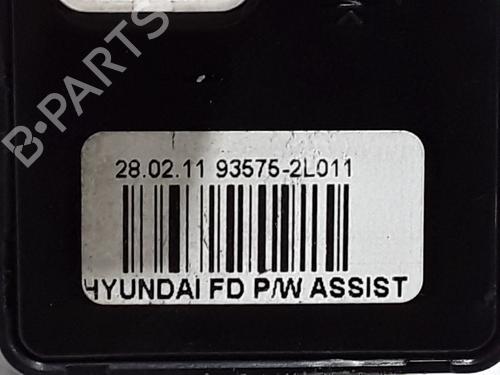 B-PARTS
28.02.11 93575-2L011
HYUNDAI FD P/W ASSIST